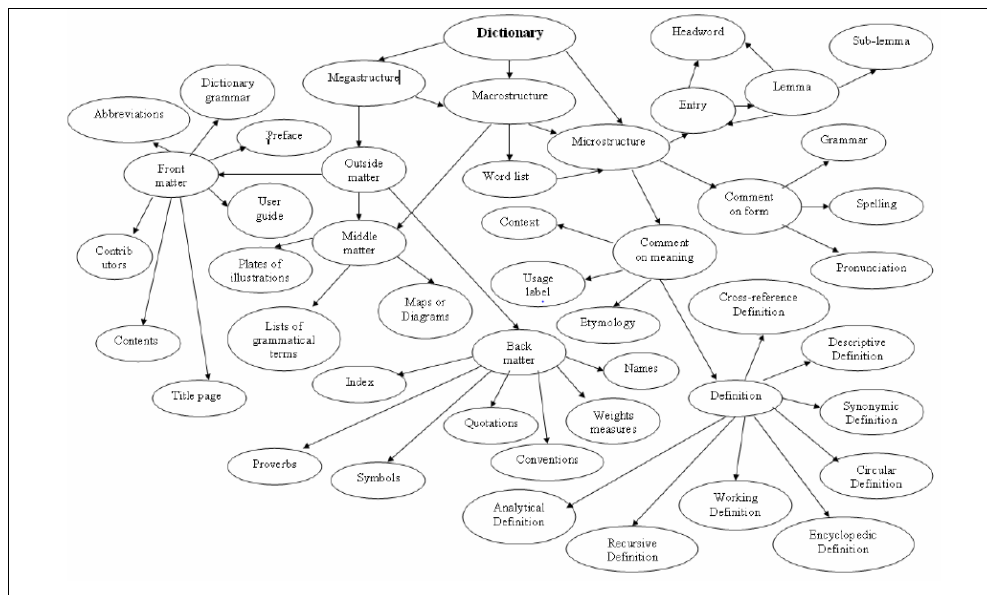 Dictionary
Headword
Sub-lemma
Megastructure
Dictionary
grammar
Lemma
Macrostructure
Entry
Abbreviations
Preface
Microstructure
Grammar
Front
matter
Outside
matter
Word list
Comment
on form
Spelling
User
guide
Context
Middle
matter
Comment
on meaning
Contrib
utors
Plates of
illustrations
Pronunciation
Usage
label
Cross-reference
Definition
Maps or
Diagrams
Etymology
Lists of
grammatical
terms
Contents
Back
matter
Descriptive
Definition
Names
Index
Title page
Definition
Synonymic
Definition
Quotations
Weights
measures
Proverbs
Symbols
Conventions
Circular
Definition
Analytical
Definition
Working
Definition
Recursive
Definition
Encyclopedic
Definition